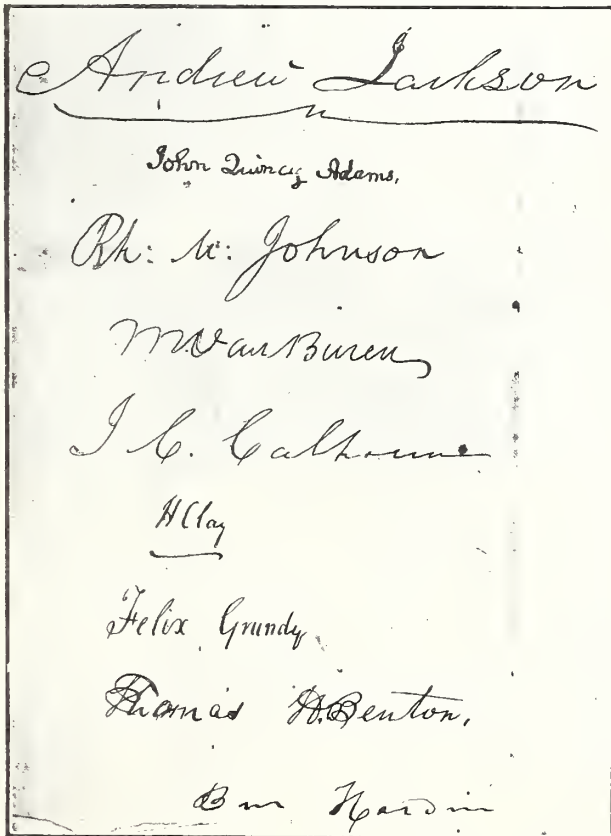 Andrew Jackson
John Quincy Adams,
Rh: M: Johnson
M. Van Buren
J. C. Calhoun
H Clay
Felix Grundy
Thomas H. Benton,
Ben Hardin